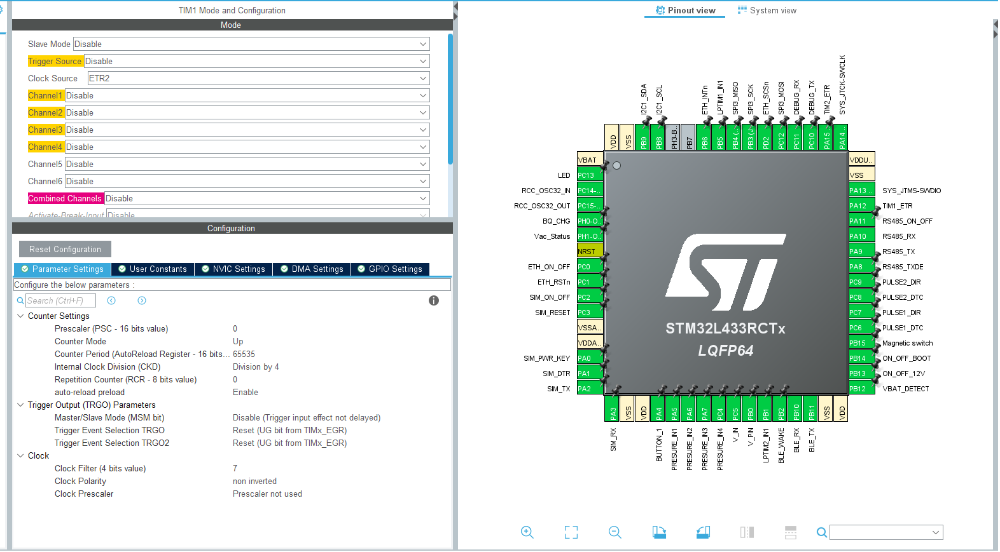 TIM1 Mode and Configuration
Mode
Slave Mode Disable
Trigger Source Disable
Clock Source ETR2
Channel1 Disable
Channel2 Disable
Channel3 Disable
Channel4 Disable
Channel5 Disable
Channel6 Disable
Combined Channels Disable
Activate-Break-Input Disable
Configuration
Reset Configuration
Parameter Settings User Constants NVIC Settings DMA Settings GPIO Settings
Configure the below parameters :
Search (Ctrl+F)
Counter Settings
Prescaler (PSC - 16 bits value) 0
Counter Mode Up
Counter Period (AutoReload Register - 16 bits... 65535
Internal Clock Division (CKD) Division by 4
Repetition Counter (RCR - 8 bits value) 0
auto-reload preload Enable
Trigger Output (TRGO) Parameters
Master/Slave Mode (MSM bit) Disable (Trigger input effect not delayed)
Trigger Event Selection TRGO Reset (UG bit from TIMx_EGR)
Trigger Event Selection TRGO2 Reset (UG bit from TIMx_EGR)
Clock
Clock Filter (4 bits value) 7
Clock Polarity non inverted
Clock Prescaler Prescaler not used
Pinout view System view
I2C1_SDA I2C1_SCL ETH_INTn LPTIM1_IN1 SPI3_MISO SPI3_SCK ETH_SCSn SPI3_MOSI DEBUG_RX DEBUG_TX TIM2_ETR SYS_JTCK-SWCLK
VDD VSS PB9 PB8 PH3-B.. PB7 PB6 PB5 PB4 (.. PB3 (J.. PD2 PC12 PC11 PC10 PA15 .. PA14 ..
VBAT VDDU..
LED PC13 VSS
RCC_OSC32_IN PC14-.. PA13 .. SYS_JTMS-SWDIO
RCC_OSC32_OUT PC15-.. PA12 TIM1_ETR
BQ_CHG PH0-O.. PA11 RS485_ON_OFF
Vac_Status PH1-O.. PA10 RS485_RX
NRST PA9 RS485_TX
ETH_ON_OFF PC0 PA8 RS485_TXDE
ETH_RSTn PC1 PC9 PULSE2_DIR
SIM_ON_OFF PC2 PC8 PULSE2_DTC
SIM_RESET PC3 PC7 PULSE1_DIR
VSSA.. PC6 PULSE1_DTC
VDDA.. PB15 Magnetic switch
SIM_PWR_KEY PA0 PB14 ON_OFF_BOOT
SIM_DTR PA1 PB13 ON_OFF_12V
SIM_TX PA2 PB12 VBAT_DETECT
ST
STM32L433RCTx
LQFP64
PA3 VSS VDD PA4 PA5 PA6 PA7 PC4 PC5 PB0 PB1 PB2 PB10 PB11 VSS VDD
SIM_RX BUTTON_1 PRESURE_IN1 PRESURE_IN2 PRESURE_IN3 PRESURE_IN4 V_IN V_PIN LPTIM2_IN1 BLE_WAKE BLE_RX BLE_TX